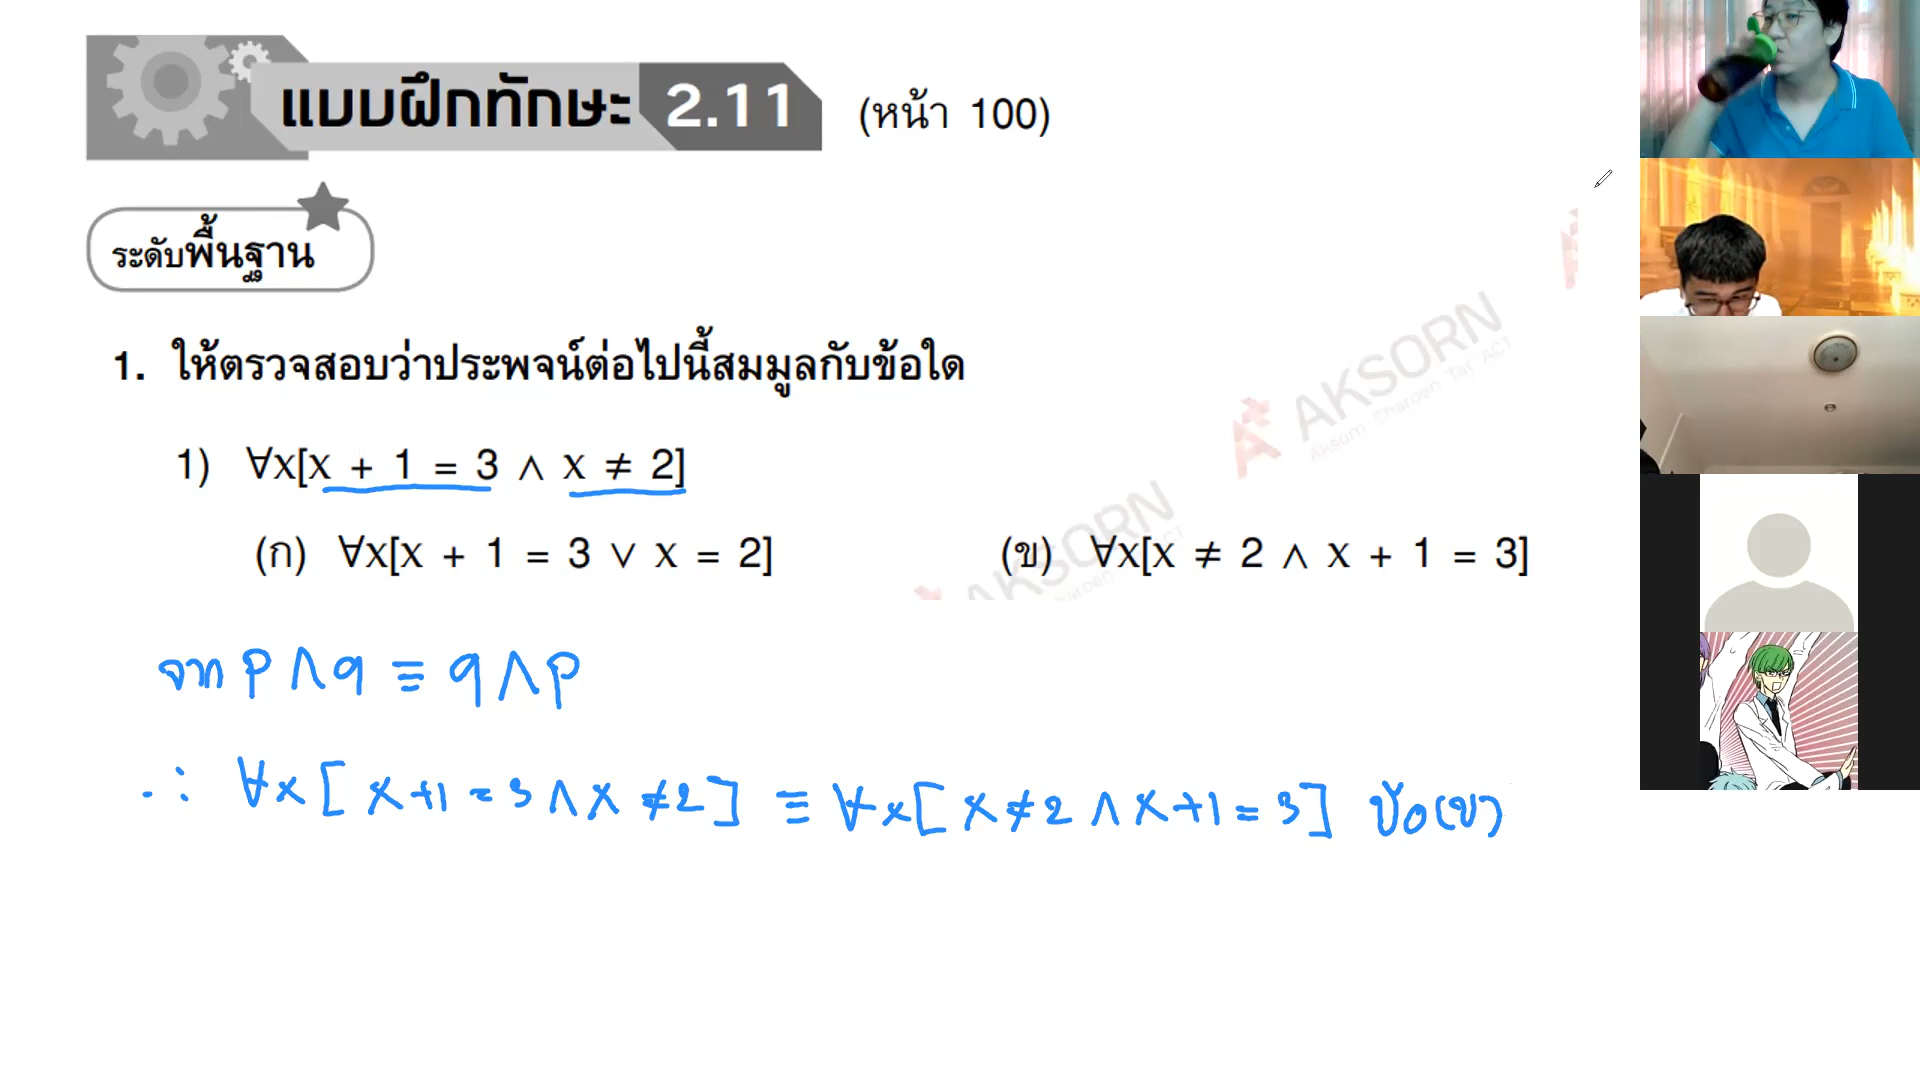 แบบฝึกทักษะ 2.11 (หน้า 100)
ระดับพื้นฐาน
1. ให้ตรวจสอบว่าประพจน์ต่อไปนี้สมมูลกับข้อใด
1) ∀x[x + 1 = 3 ∧ x ≠ 2]
(ก) ∀x[x + 1 = 3 ∨ x = 2] (ข) ∀x[x ≠ 2 ∧ x + 1 = 3]
จาก p ∧ q ≡ q ∧ p
∴ ∀x [ x+1 = 3 ∧ x ≠ 2 ] ≡ ∀x [ x ≠ 2 ∧ x+1 = 3 ] ข้อ (ข)
AKSORN
Aksorn Charoen Tat ACT
AKSORN